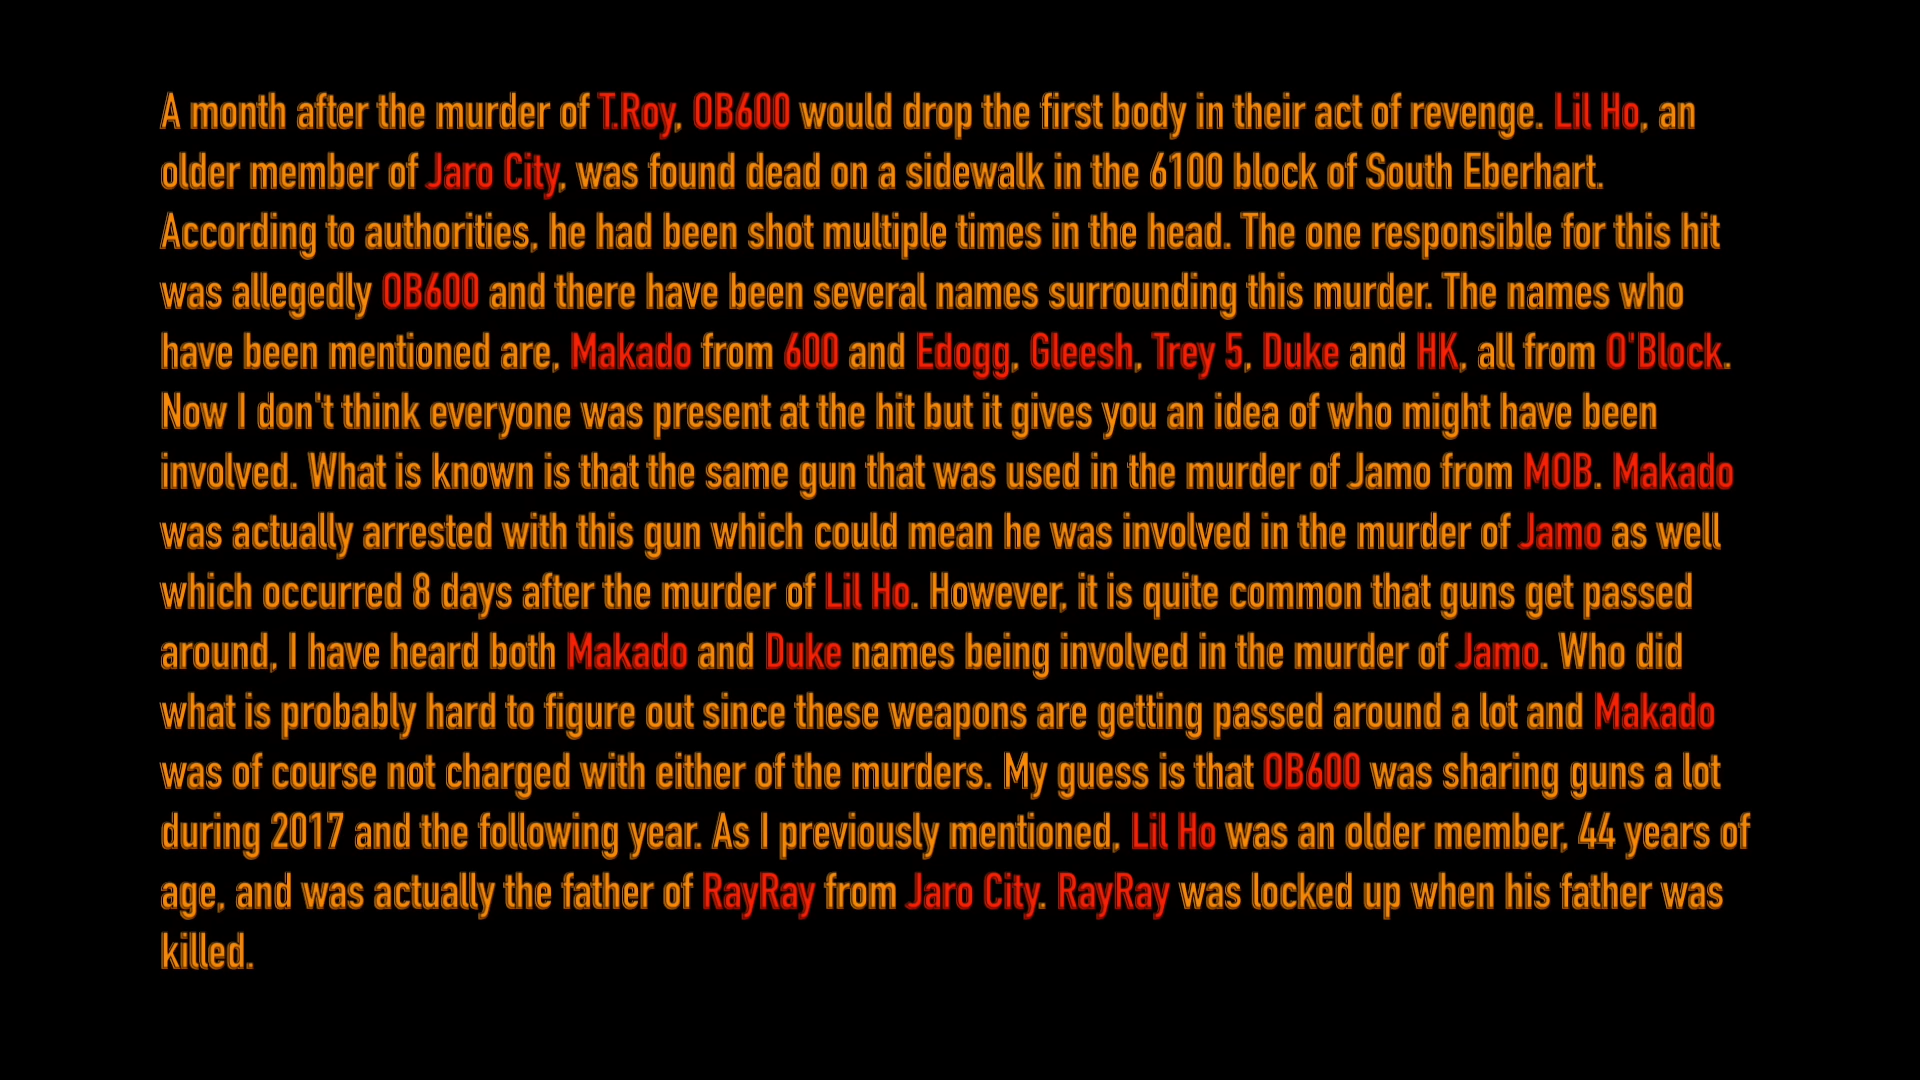 A month after the murder of T.Roy, OB600 would drop the first body in their act of revenge. Lil Ho, an
older member of Jaro City, was found dead on a sidewalk in the 6100 block of South Eberhart.
According to authorities, he had been shot multiple times in the head. The one responsible for this hit
was allegedly OB600 and there have been several names surrounding this murder. The names who
have been mentioned are, Makado from 600 and Edogg, Gleesh, Trey 5, Duke and HK, all from O'Block.
Now I don't think everyone was present at the hit but it gives you an idea of who might have been
involved. What is known is that the same gun that was used in the murder of Jamo from MOB. Makado
was actually arrested with this gun which could mean he was involved in the murder of Jamo as well
which occurred 8 days after the murder of Lil Ho. However, it is quite common that guns get passed
around, I have heard both Makado and Duke names being involved in the murder of Jamo. Who did
what is probably hard to figure out since these weapons are getting passed around a lot and Makado
was of course not charged with either of the murders. My guess is that OB600 was sharing guns a lot
during 2017 and the following year. As I previously mentioned, Lil Ho was an older member, 44 years of
age, and was actually the father of RayRay from Jaro City. RayRay was locked up when his father was
killed.